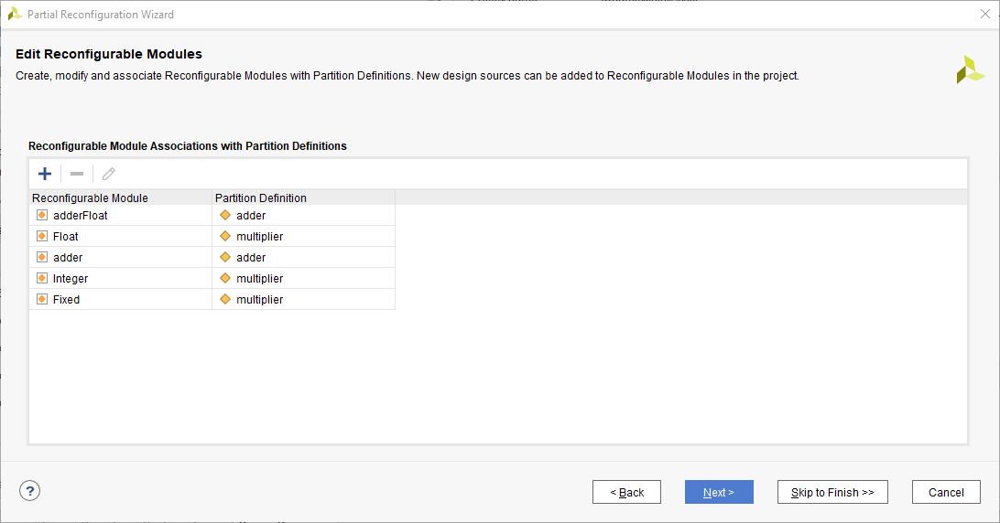 Partial Reconfiguration Wizard
Edit Reconfigurable Modules
Create, modify and associate Reconfigurable Modules with Partition Definitions. New design sources can be added to Reconfigurable Modules in the project.
Reconfigurable Module Associations with Partition Definitions
Reconfigurable Module Partition Definition
adderFloat adder
Float multiplier
adder adder
Integer multiplier
Fixed multiplier
? < Back Next > Skip to Finish >> Cancel